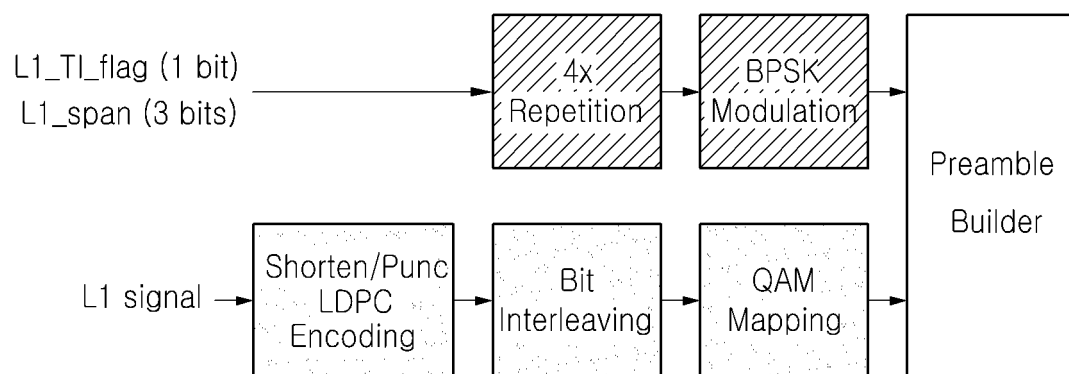 L1_TI_flag (1 bit)
L1_span (3 bits)
4x
Repetition
BPSK
Modulation
Preamble
Builder
L1 signal
Shorten/Punc
LDPC
Encoding
Bit
Interleaving
QAM
Mapping